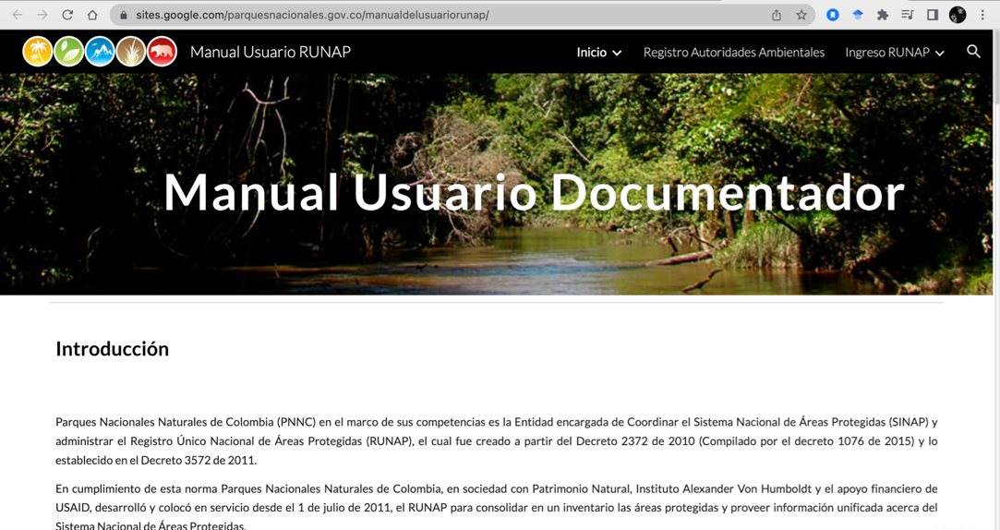 sites.google.com/parquesnacionales.gov.co/manualdelusuariorunap/
Manual Usuario RUNAP
Inicio
Registro Autoridades Ambientales
Ingreso RUNAP
Manual Usuario Documentador
Introducción
Parques Nacionales Naturales de Colombia (PNNC) en el marco de sus competencias es la Entidad encargada de Coordinar el Sistema Nacional de Áreas Protegidas (SINAP) y
administrar el Registro Único Nacional de Áreas Protegidas (RUNAP), el cual fue creado a partir del Decreto 2372 de 2010 (Compilado por el decreto 1076 de 2015) y lo
establecido en el Decreto 3572 de 2011.
En cumplimiento de esta norma Parques Nacionales Naturales de Colombia, en sociedad con Patrimonio Natural, Instituto Alexander Von Humboldt y el apoyo financiero de
USAID, desarrolló y colocó en servicio desde el 1 de julio de 2011, el RUNAP para consolidar en un inventario las áreas protegidas y proveer información unificada acerca del
Sistema Nacional de Áreas Protegidas.